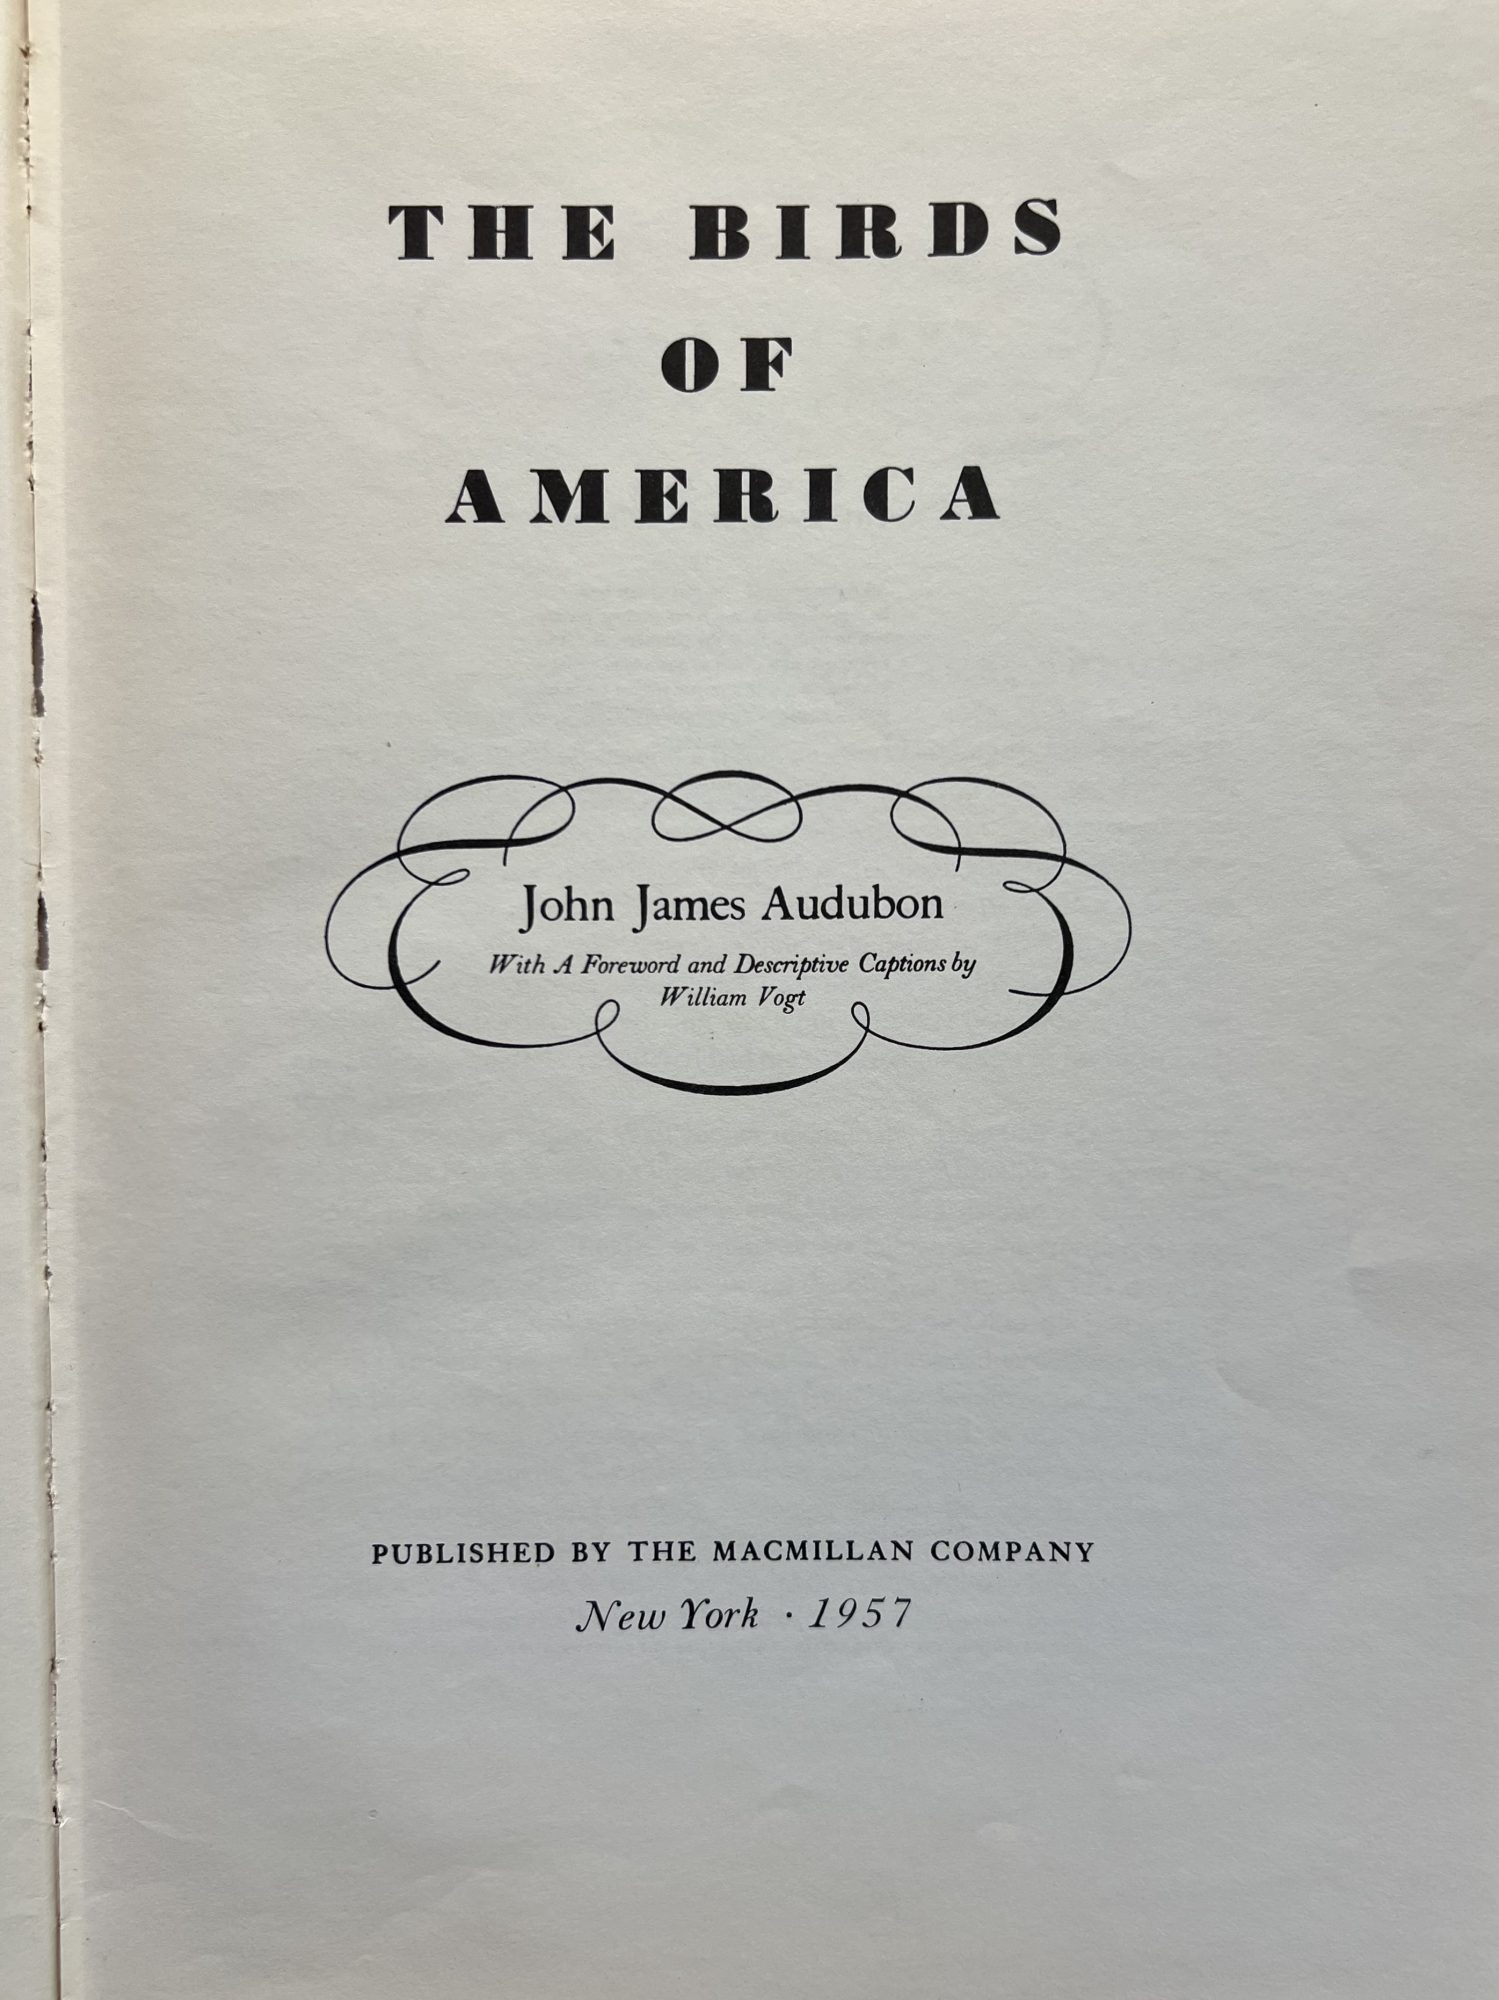 THE BIRDS
OF
AMERICA
John James Audubon
With A Foreword and Descriptive Captions by
William Vogt
PUBLISHED BY THE MACMILLAN COMPANY
New York · 1957